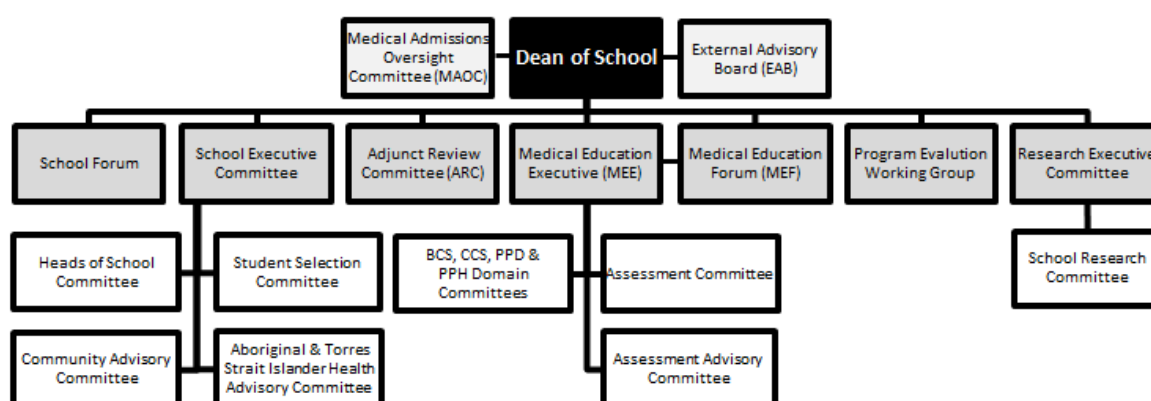 Medical Admissions
Oversight
Committee (MAOC)
Dean of School
External Advisory
Board (EAB)
School Forum
School Executive
Committee
Adjunct Review
Committee (ARC)
Medical Education
Executive (MEE)
Medical Education
Forum (MEF)
Program Evalution
Working Group
Research Executive
Committee
Heads of School
Committee
Student Selection
Committee
BCS, CCS, PPD &
PPH Domain
Committees
Assessment Committee
School Research
Committee
Community Advisory
Committee
Aboriginal & Torres
Strait Islander Health
Advisory Committee
Assessment Advisory
Committee